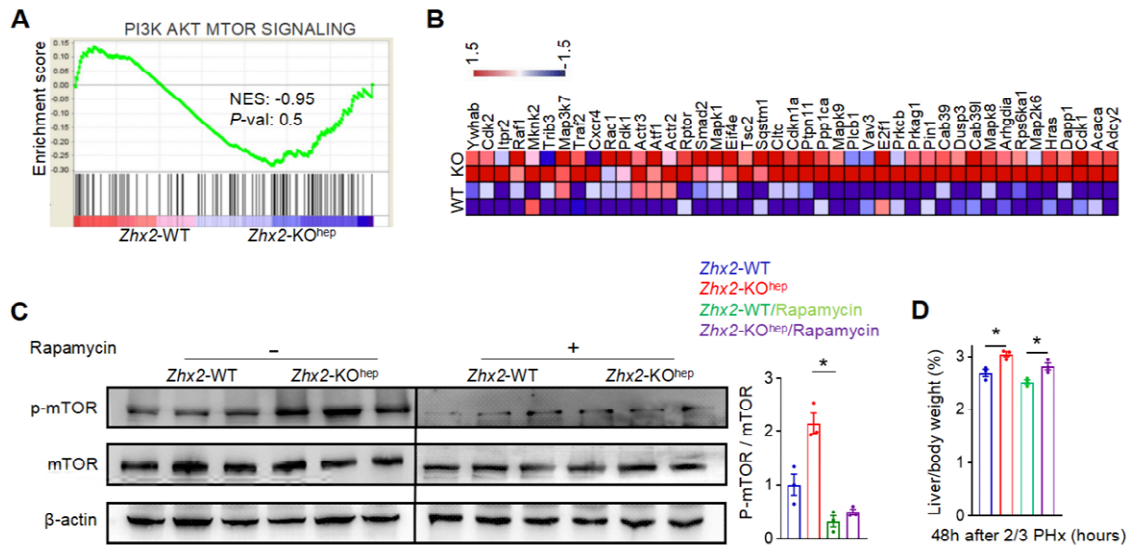 A
PI3K AKT MTOR SIGNALING
Enrichment score
0.15
0.10
0.05
0.00
-0.05
-0.10
-0.15
-0.20
-0.25
-0.30
NES: -0.95
P-val: 0.5
Zhx2-WT Zhx2-KOhep
B
1.5 -1.5
Ywhab
Cdk2
Itpr2
Raf1
Mknk2
Trib3
Map3k7
Traf2
Cxcr4
Rac1
Pdk1
Actr3
Atf1
Actr2
Rptor
Smad2
Mapk1
Eif4e
Tsc2
Sqstm1
Cltc
Cdkn1a
Ptpn11
Ppp1ca
Mapk9
Plcb1
Vav3
E2f1
Prkcb
Prkag1
Pin1
Cab39
Dusp3
Cab39l
Mapk8
Arhgdia
Rps6ka1
Map2k6
Hras
Dapp1
Cdk1
Acaca
Adcy2
KO
WT
Zhx2-WT
Zhx2-KOhep
Zhx2-WT/Rapamycin
Zhx2-KOhep/Rapamycin
C
Rapamycin – +
Zhx2-WT Zhx2-KOhep Zhx2-WT Zhx2-KOhep
p-mTOR
mTOR
β-actin
P-mTOR / mTOR
3
2
1
0
*
D
Liver/body weight (%)
3
2
1
0
* *
48h after 2/3 PHx (hours)